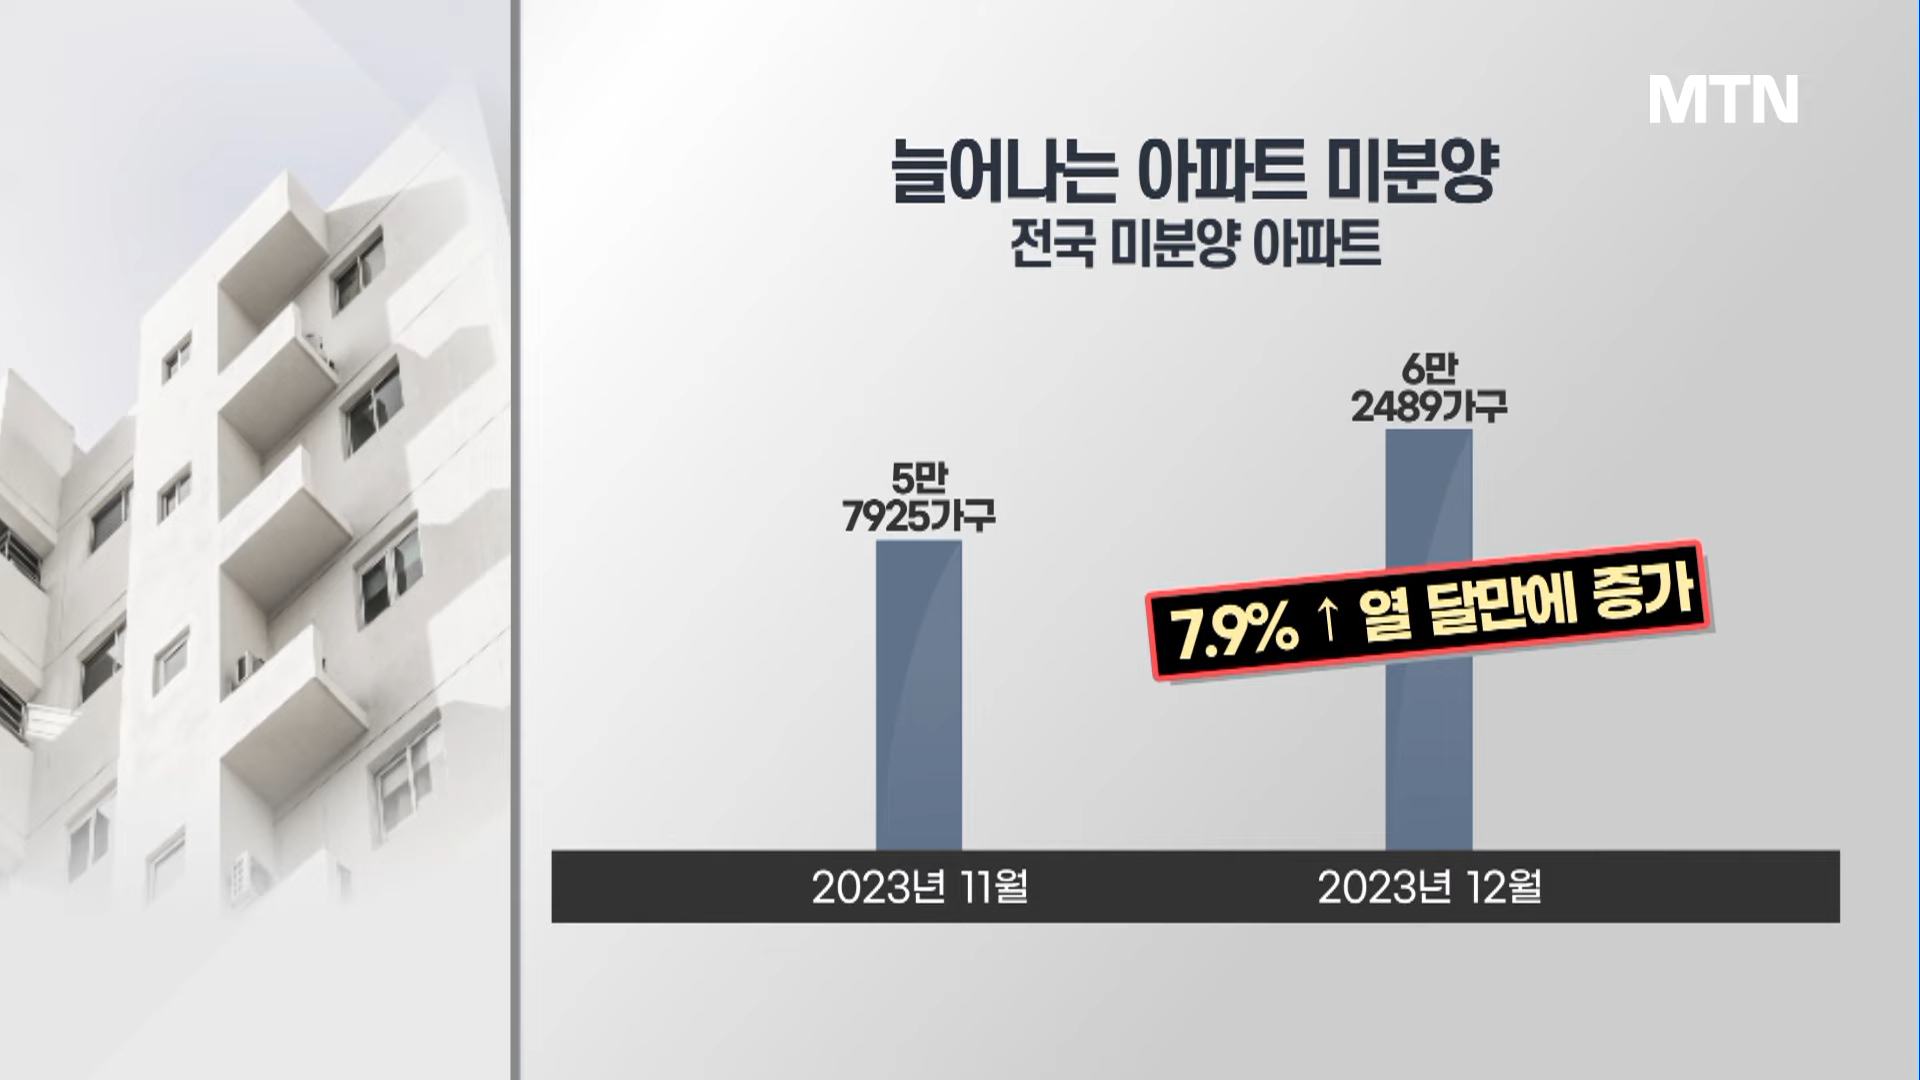 MTN
늘어나는 아파트 미분양
전국 미분양 아파트
5만
7925가구
6만
2489가구
7.9% ↑ 열 달만에 증가
2023년 11월
2023년 12월